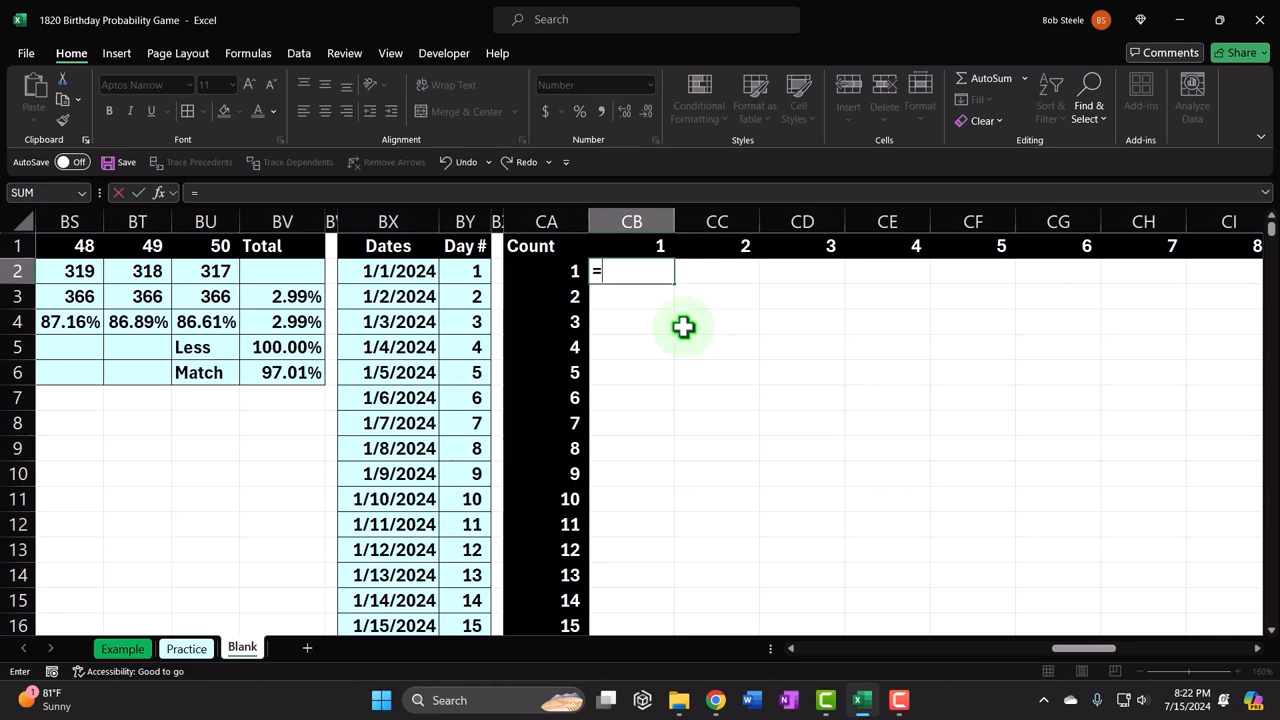 1820 Birthday Probability Game - Excel
Search
Bob Steele BS
File Home Insert Page Layout Formulas Data Review View Developer Help
Comments Share
Paste
Aptos Narrow 11
Wrap Text
Merge & Center
Number
Conditional Formatting
Format as Table
Cell Styles
Insert Delete Format
AutoSum
Fill
Clear
Sort & Filter
Find & Select
Add-ins
Analyze Data
Clipboard Font Alignment Number Styles Cells Editing Add-ins
AutoSave Off Save Trace Precedents Trace Dependents Remove Arrows Undo Redo
SUM fx =
BS BT BU BV BX BY CA CB CC CD CE CF CG CH CI
1 48 49 50 Total Dates Day # Count 1 2 3 4 5 6 7 8
2 319 318 317 1/1/2024 1 1 =
3 366 366 366 2.99% 1/2/2024 2 2
4 87.16% 86.89% 86.61% 2.99% 1/3/2024 3 3
5 Less 100.00% 1/4/2024 4 4
6 Match 97.01% 1/5/2024 5 5
7 1/6/2024 6 6
8 1/7/2024 7 7
9 1/8/2024 8 8
10 1/9/2024 9 9
11 1/10/2024 10 10
12 1/11/2024 11 11
13 1/12/2024 12 12
14 1/13/2024 13 13
15 1/14/2024 14 14
16 1/15/2024 15 15
Example Practice Blank
Enter Accessibility: Good to go 160%
81°F
Sunny
Search
8:22 PM
7/15/2024